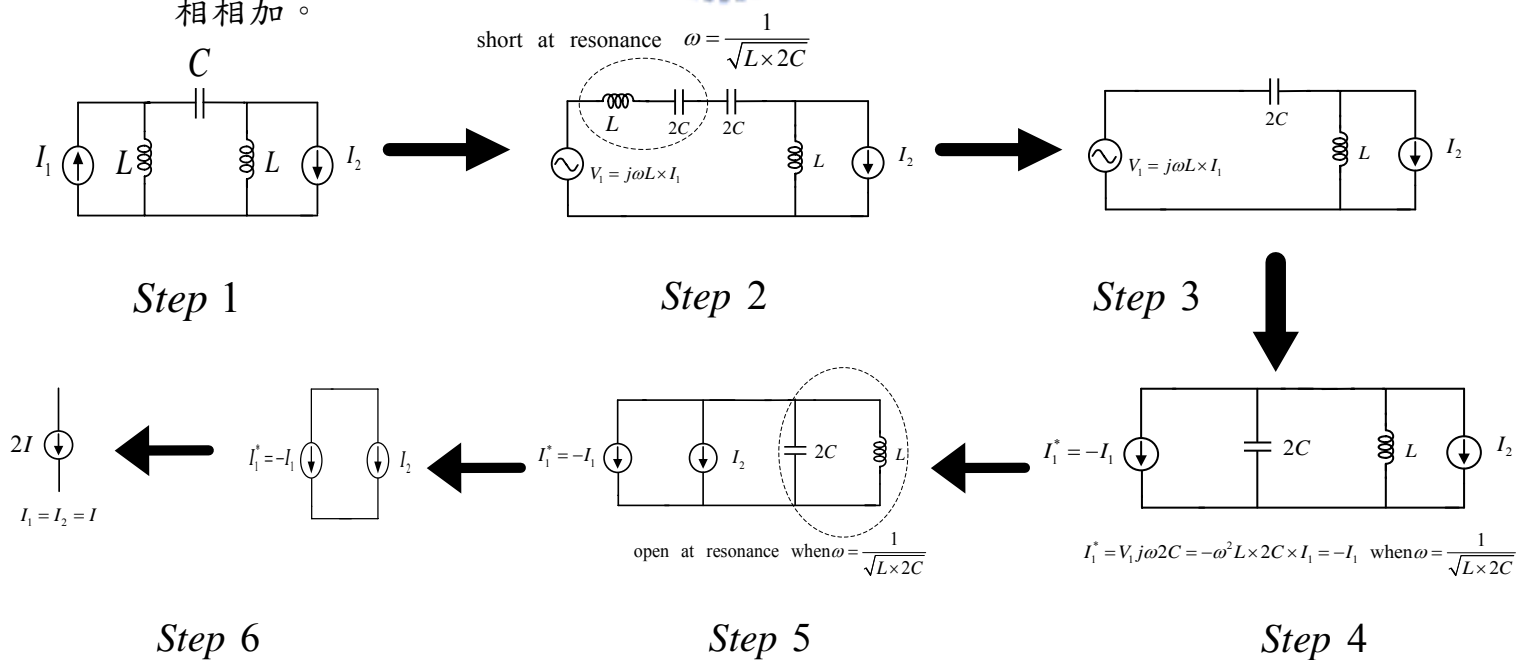 相相加。
short at resonance ω = 1/√(L×2C)
C
I₁
L
L
I₂
L
2C
2C
V₁ = jωL×I₁
L
I₂
2C
V₁ = jωL×I₁
L
I₂
Step 1
Step 2
Step 3
2I
I₁ = I₂ = I
I₁* = −I₁
I₂
I₁* = −I₁
I₂
2C
L
open at resonance when ω = 1/√(L×2C)
I₁* = −I₁
2C
L
I₂
I₁* = V₁jω2C = −ω²L×2C×I₁ = −I₁ when ω = 1/√(L×2C)
Step 6
Step 5
Step 4